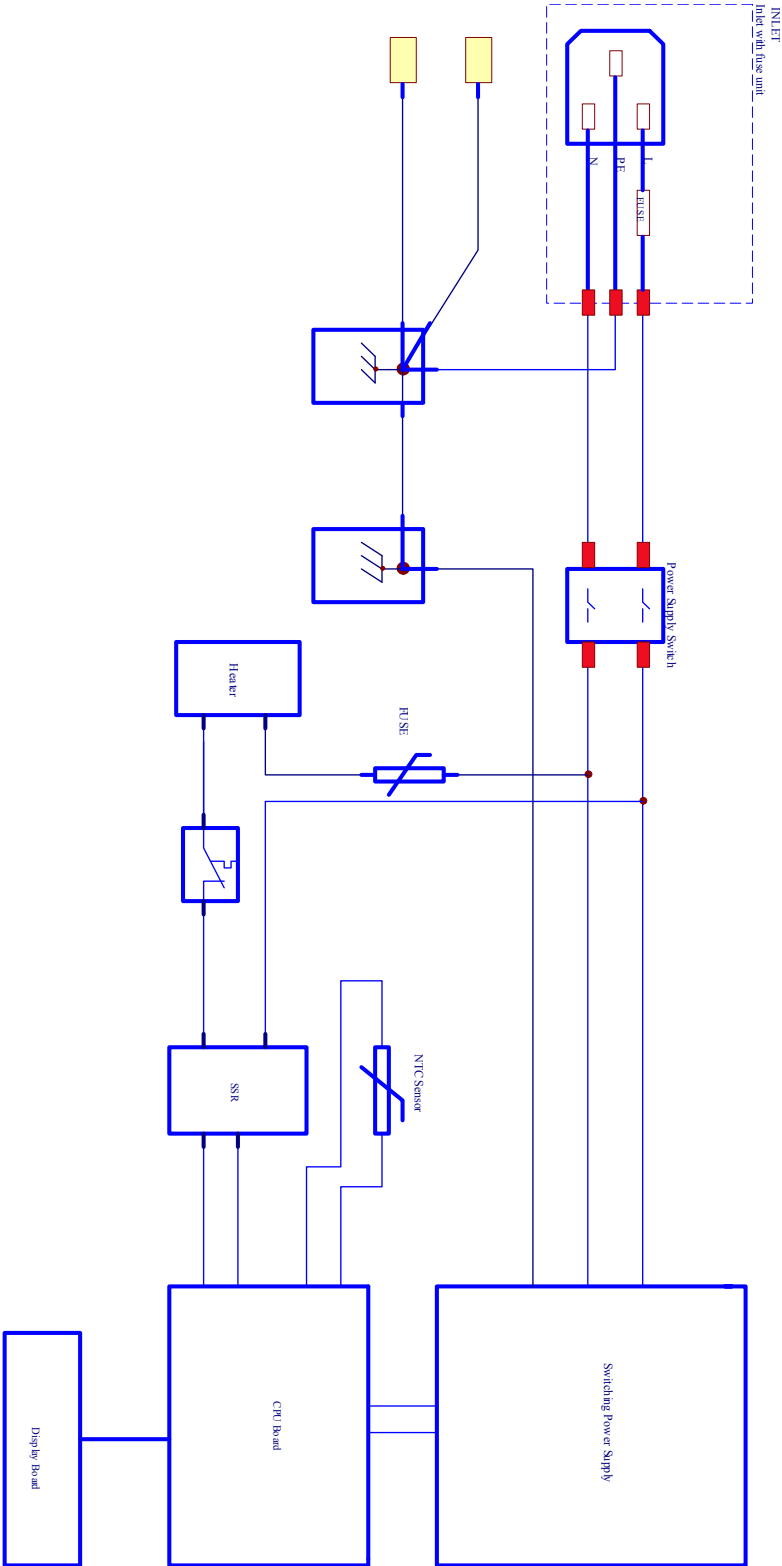 INLET
Inlet with fuse unit
L
PE
N
FUSE
Power Supply Switch
Heater
FUSE
NTC Sensor
SSR
Switching Power Supply
CPU Board
Display Board